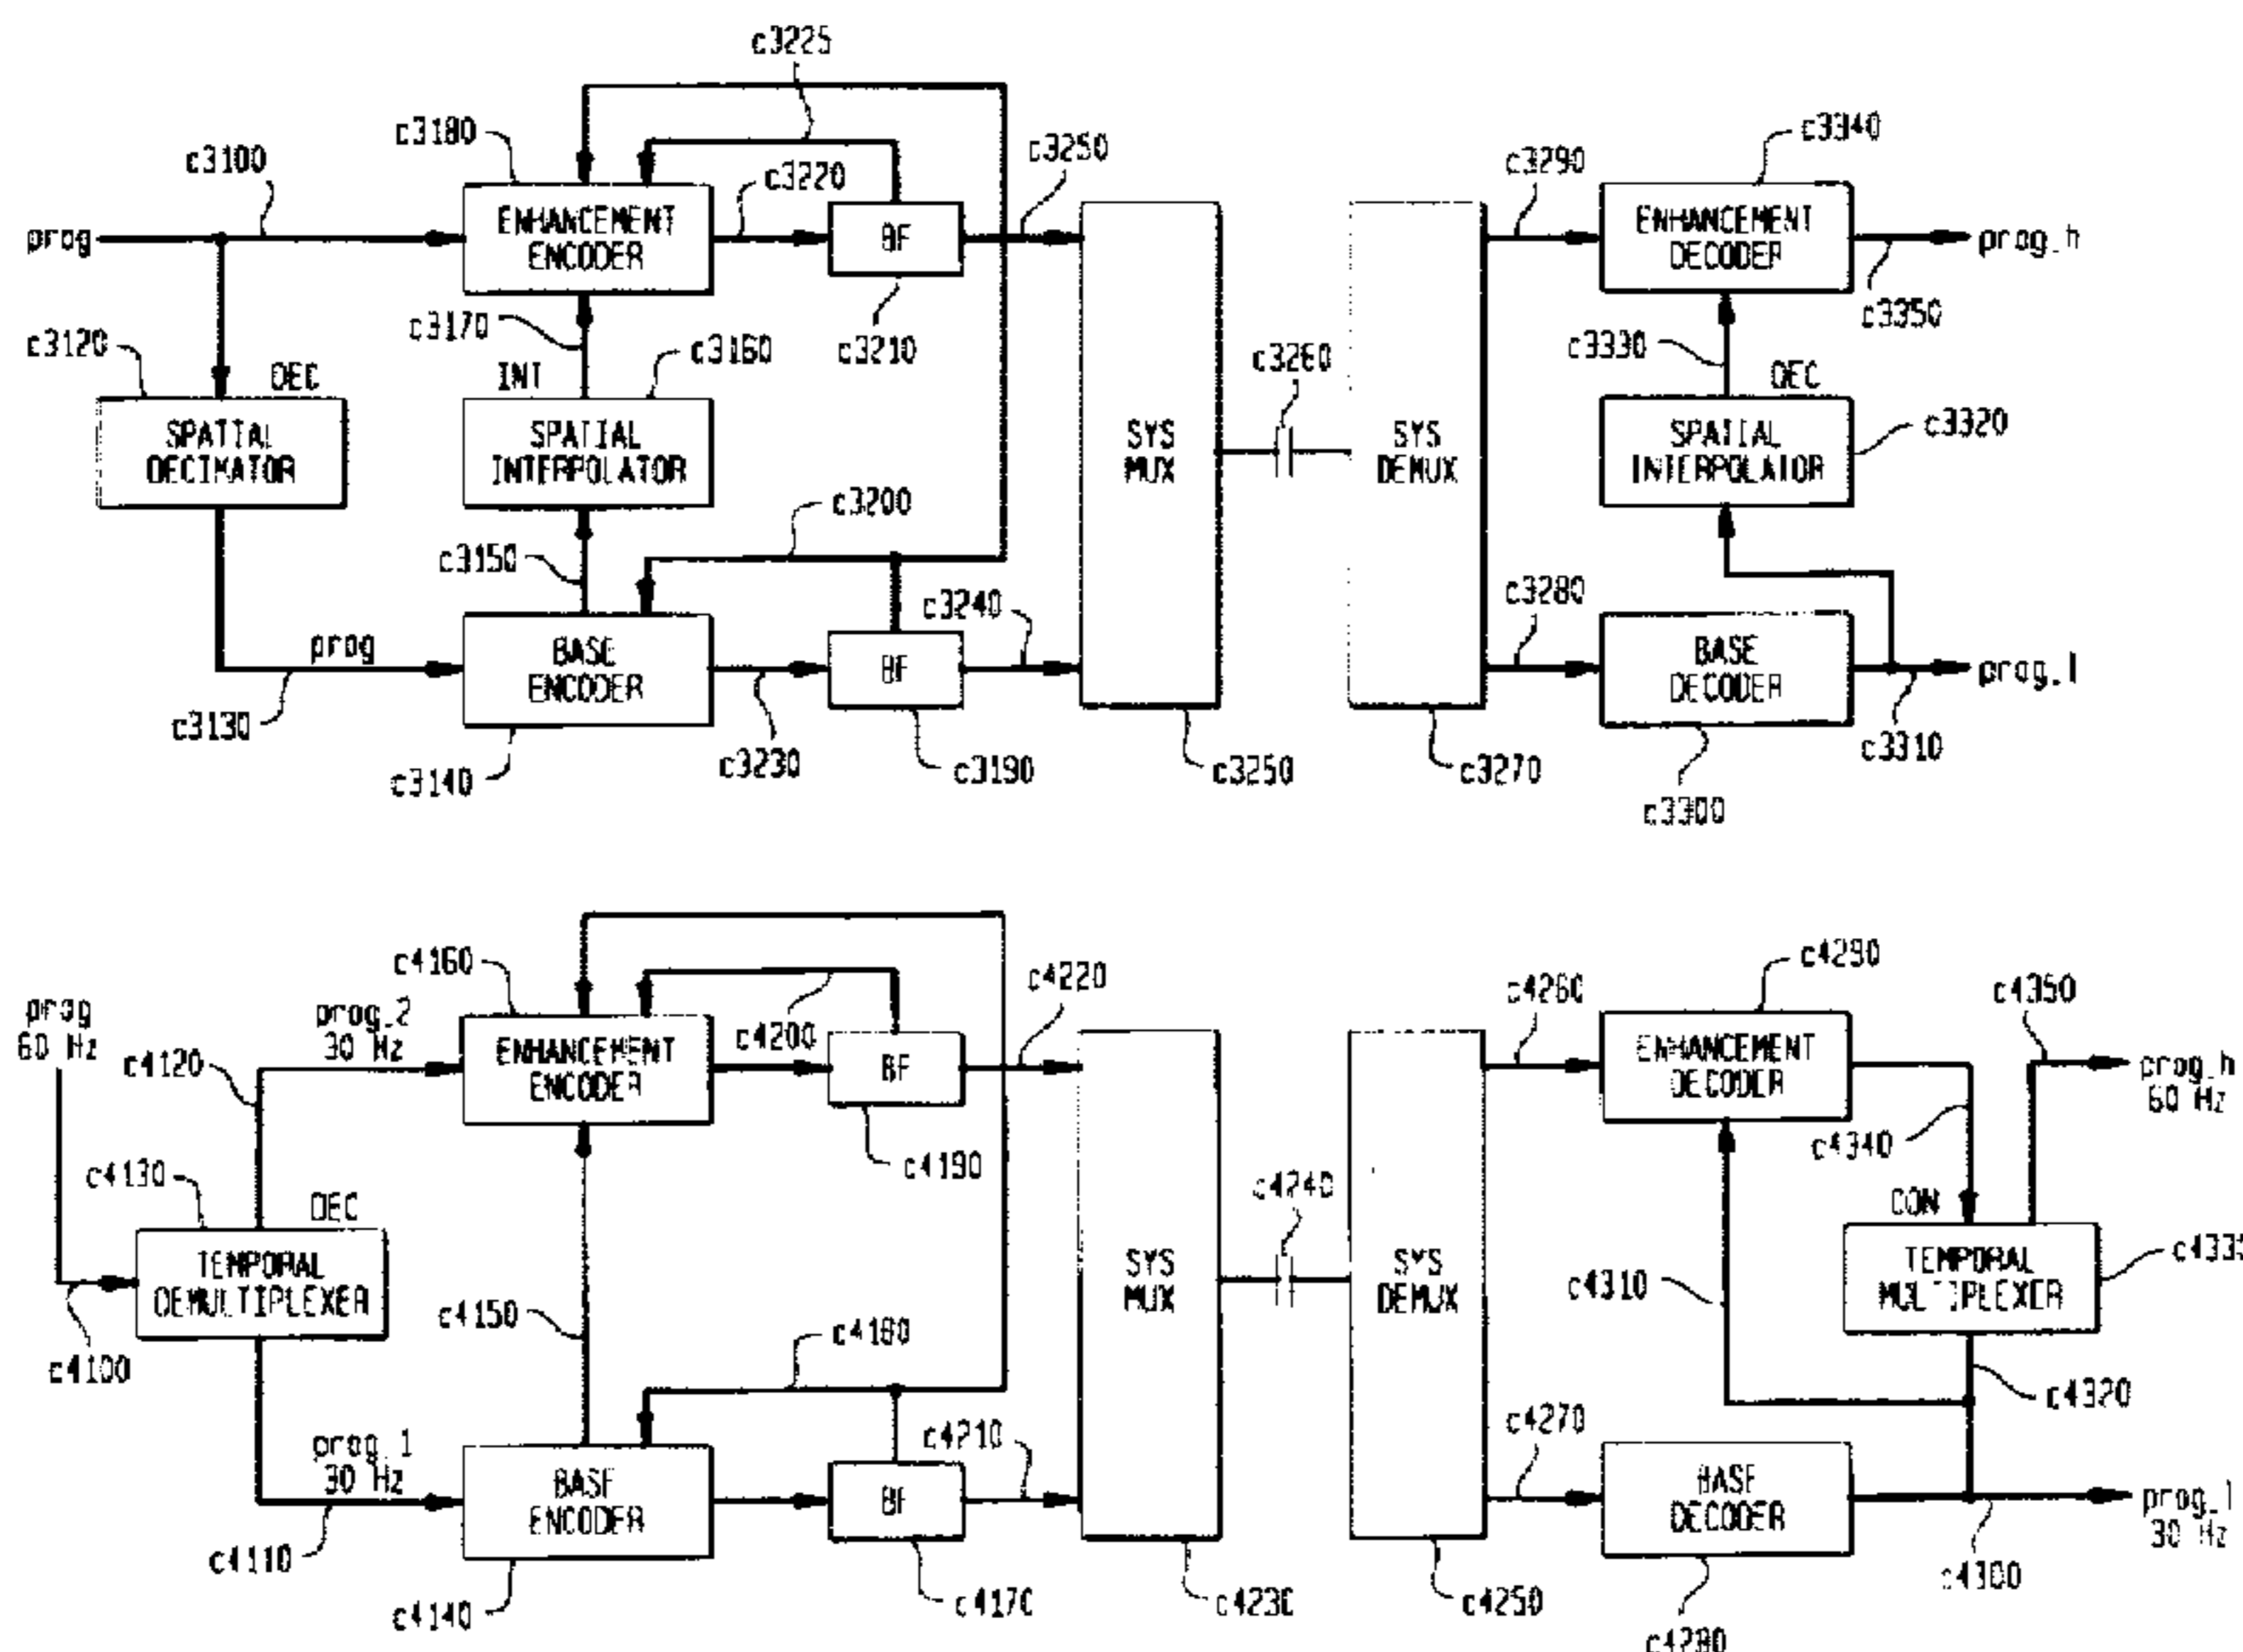 c3225
c3180
c3100
c3220
c3250
c3290
c3340
prog
ENHANCEMENT
ENCODER
BF
ENHANCEMENT
DECODER
prog_h
c3170
c3160
c3210
c3260
c3330
c3350
c3120
DEC
INT
DEC
SPATIAL
DECIMATOR
SPATIAL
INTERPOLATOR
SYS
MUX
SYS
DEMUX
SPATIAL
INTERPOLATOR
c3320
c3200
c3150
c3240
c3280
prog
BASE
ENCODER
BF
BASE
DECODER
prog_l
c3130
c3230
c3190
c3250
c3270
c3310
c3140
c3300
c4160
c4220
c4260
c4290
c4350
prog
60 Hz
prog_2
30 Hz
c4120
ENHANCEMENT
ENCODER
c4200
BF
ENHANCEMENT
DECODER
prog_h
60 Hz
c4130
DEC
c4190
c4240
c4340
CON
TEMPORAL
DEMULTIPLEXER
SYS
MUX
SYS
DEMUX
TEMPORAL
MULTIPLEXER
c4150
c4180
c4310
c4100
c4320
prog_1
30 Hz
c4210
c4270
BASE
ENCODER
BF
BASE
DECODER
prog_l
30 Hz
c4110
c4140
c4170
c4230
c4250
c4300
c4280